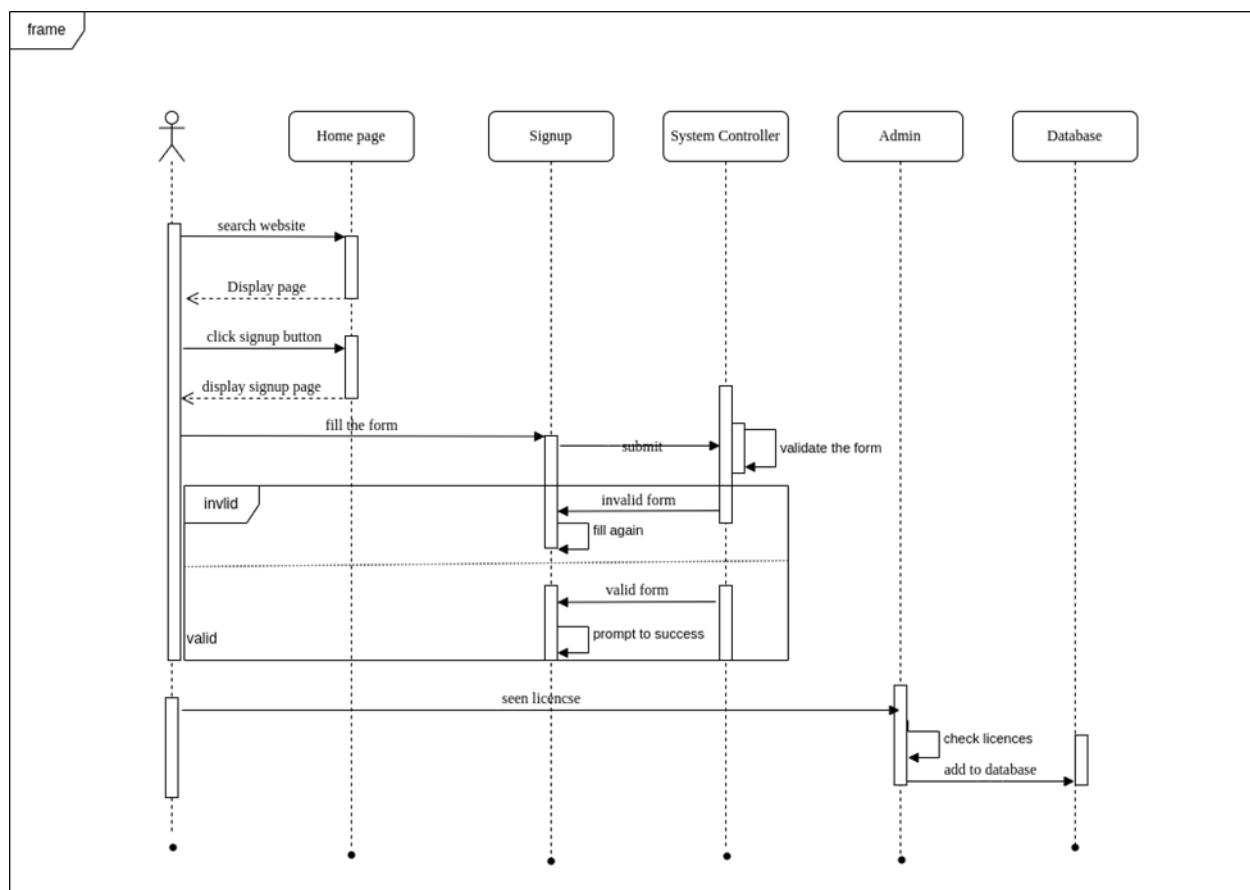 frame
Home page
Signup
System Controller
Admin
Database
search website
Display page
click signup button
display signup page
fill the form
submit
validate the form
invlid
invalid form
fill again
valid form
prompt to success
valid
seen licencse
check licences
add to database